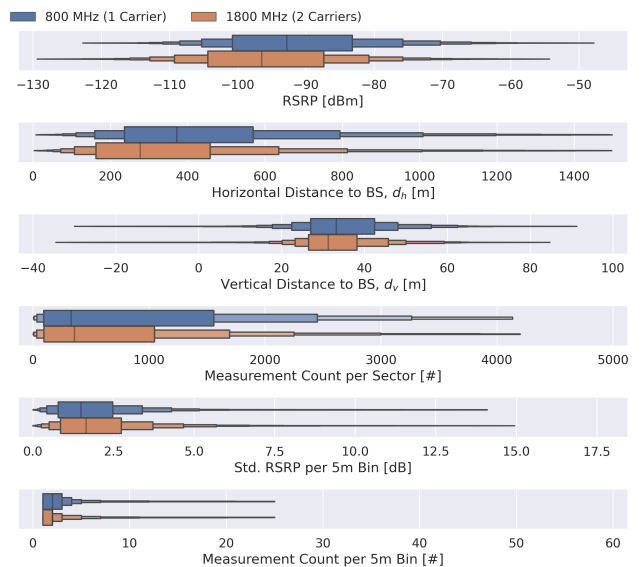 800 MHz (1 Carrier) 1800 MHz (2 Carriers)
−130 −120 −110 −100 −90 −80 −70 −60 −50
RSRP [dBm]
0 200 400 600 800 1000 1200 1400
Horizontal Distance to BS, dₕ [m]
−40 −20 0 20 40 60 80 100
Vertical Distance to BS, dᵥ [m]
0 1000 2000 3000 4000 5000
Measurement Count per Sector [#]
0.0 2.5 5.0 7.5 10.0 12.5 15.0 17.5
Std. RSRP per 5m Bin [dB]
0 10 20 30 40 50 60
Measurement Count per 5m Bin [#]